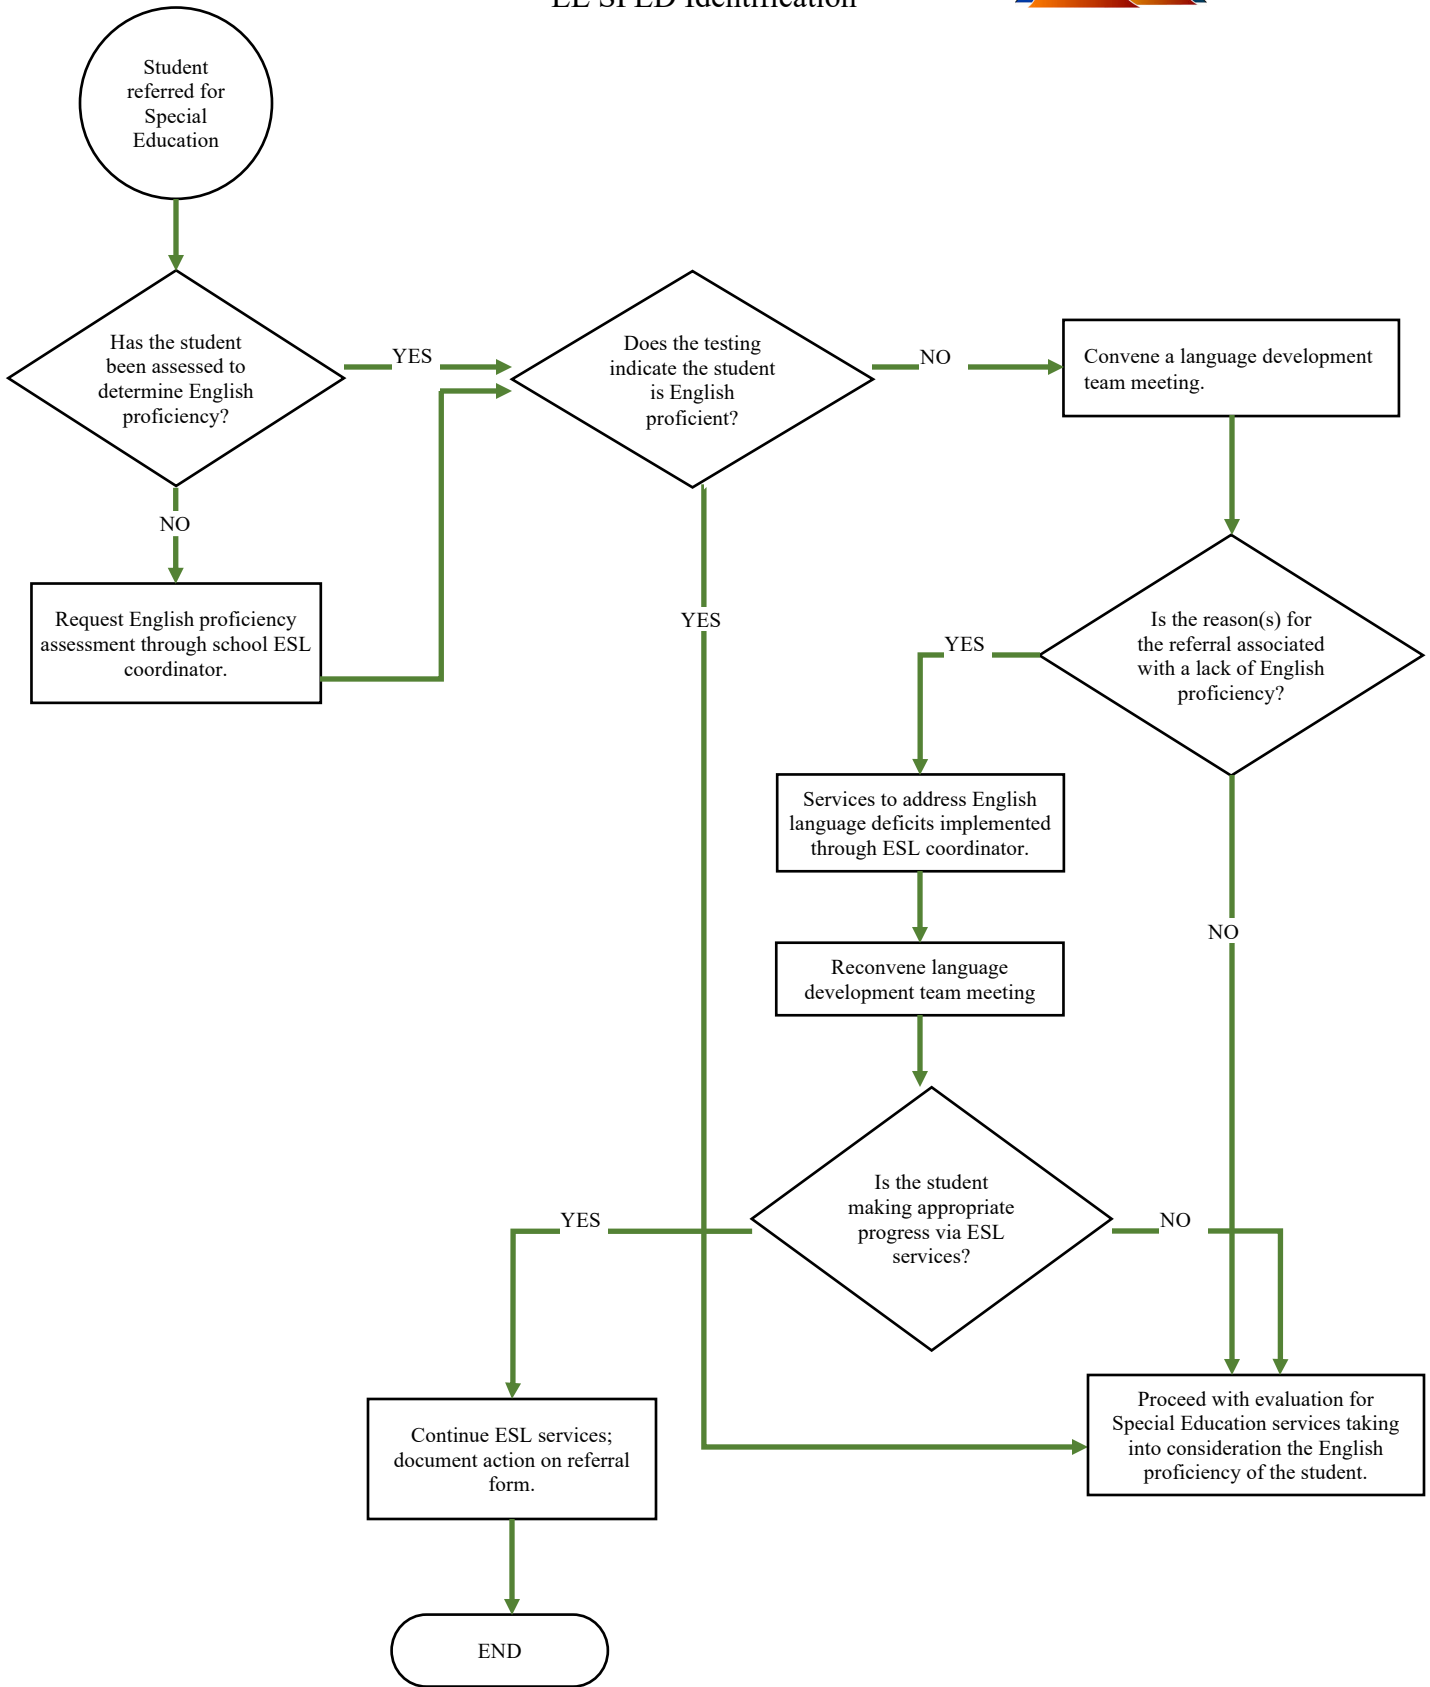 EL SPED Identification
Student
referred for
Special
Education
Has the student
been assessed to
determine English
proficiency?
YES
Does the testing
indicate the student
is English
proficient?
NO
Convene a language development
team meeting.
NO
Request English proficiency
assessment through school ESL
coordinator.
YES
Is the reason(s) for
the referral associated
with a lack of English
proficiency?
YES
Services to address English
language deficits implemented
through ESL coordinator.
NO
Reconvene language
development team meeting
Is the student
making appropriate
progress via ESL
services?
YES
NO
Continue ESL services;
document action on referral
form.
Proceed with evaluation for
Special Education services taking
into consideration the English
proficiency of the student.
END